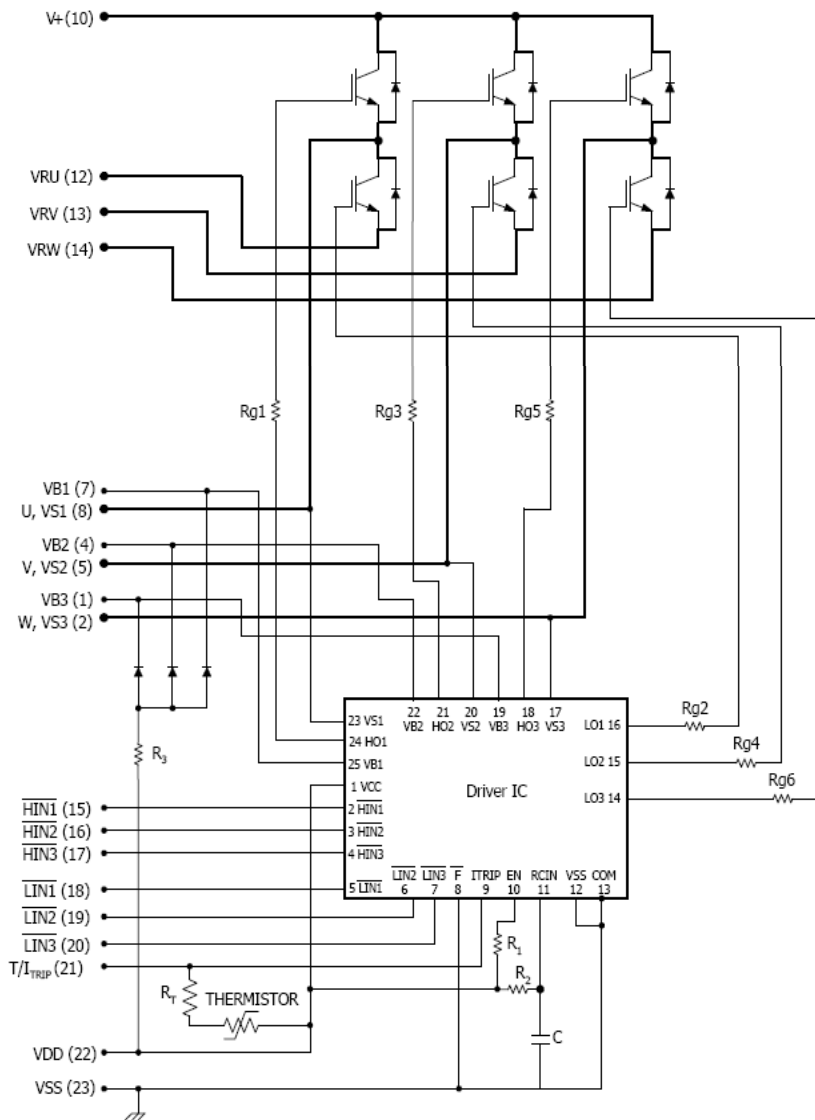 V+(10)
VRU (12)
VRV (13)
VRW (14)
Rg1
Rg3
Rg5
VB1 (7)
U, VS1 (8)
VB2 (4)
V, VS2 (5)
VB3 (1)
W, VS3 (2)
22 21 20 19 18 17
VB2 HO2 VS2 VB3 HO3 VS3
23 VS1
24 HO1
25 VB1
1 VCC
2 HIN1
3 HIN2
4 HIN3
5 LIN1
Driver IC
LO1 16
LO2 15
LO3 14
Rg2
Rg4
Rg6
R3
HIN1 (15)
HIN2 (16)
HIN3 (17)
LIN1 (18)
LIN2 (19)
LIN3 (20)
T/ITRIP (21)
LIN2 LIN3 F ITRIP EN RCIN VSS COM
6 7 8 9 10 11 12 13
R1
R2
RT
THERMISTOR
C
VDD (22)
VSS (23)